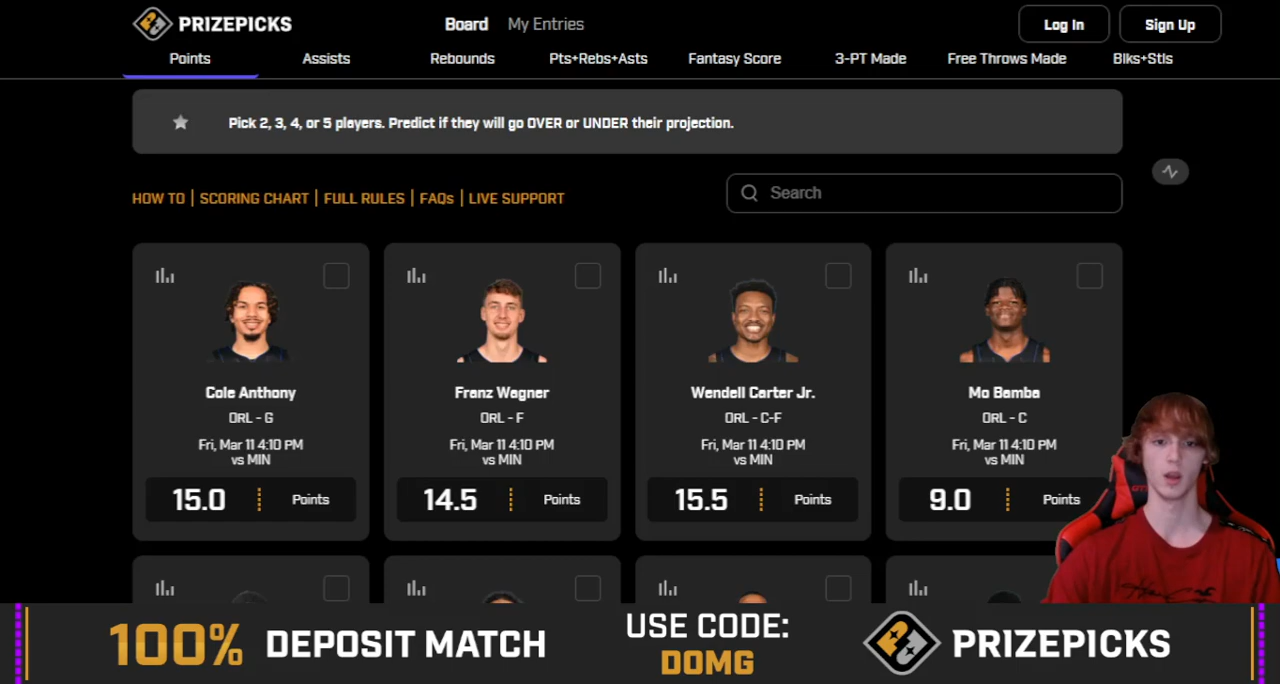 PRIZEPICKS
Board My Entries
Log In Sign Up
Points Assists Rebounds Pts+Rebs+Asts Fantasy Score 3-PT Made Free Throws Made Blks+Stls
Pick 2, 3, 4, or 5 players. Predict if they will go OVER or UNDER their projection.
HOW TO | SCORING CHART | FULL RULES | FAQs | LIVE SUPPORT
Search
Cole Anthony
ORL - G
Fri, Mar 11 4:10 PM
vs MIN
15.0 Points
Franz Wagner
ORL - F
Fri, Mar 11 4:10 PM
vs MIN
14.5 Points
Wendell Carter Jr.
ORL - C-F
Fri, Mar 11 4:10 PM
vs MIN
15.5 Points
Mo Bamba
ORL - C
Fri, Mar 11 4:10 PM
vs MIN
9.0 Points
100% DEPOSIT MATCH
USE CODE:
DOMG
PRIZEPICKS